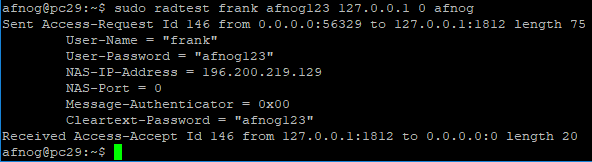 afnog@pc29:~$ sudo radtest frank afnog123 127.0.0.1 0 afnog
Sent Access-Request Id 146 from 0.0.0.0:56329 to 127.0.0.1:1812 length 75
        User-Name = "frank"
        User-Password = "afnog123"
        NAS-IP-Address = 196.200.219.129
        NAS-Port = 0
        Message-Authenticator = 0x00
        Cleartext-Password = "afnog123"
Received Access-Accept Id 146 from 127.0.0.1:1812 to 0.0.0.0:0 length 20
afnog@pc29:~$